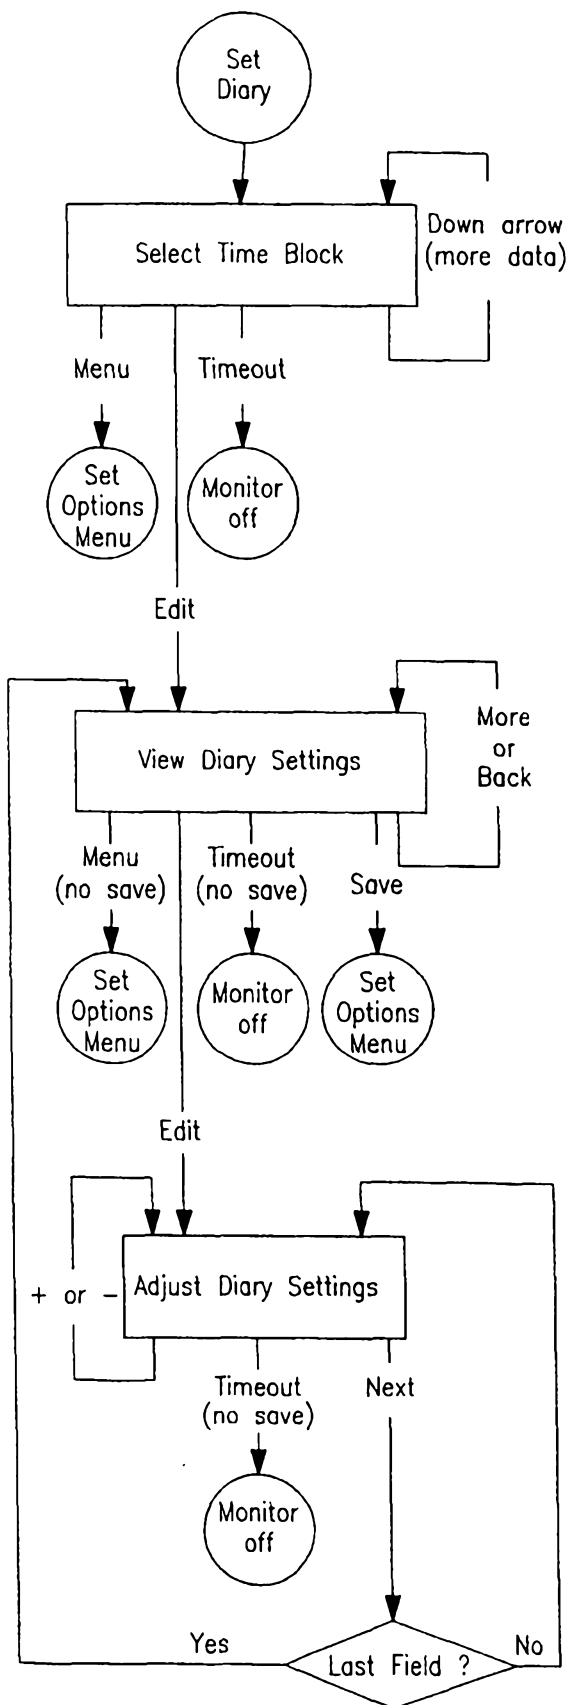 Set
Diary
Down arrow
(more data)
Select Time Block
Menu
Timeout
Set
Options
Menu
Monitor
off
Edit
More
or
Back
View Diary Settings
Menu
(no save)
Timeout
(no save)
Save
Set
Options
Menu
Monitor
off
Set
Options
Menu
Edit
+ or -
Adjust Diary Settings
Timeout
(no save)
Next
Monitor
off
Yes
Last Field ?
No